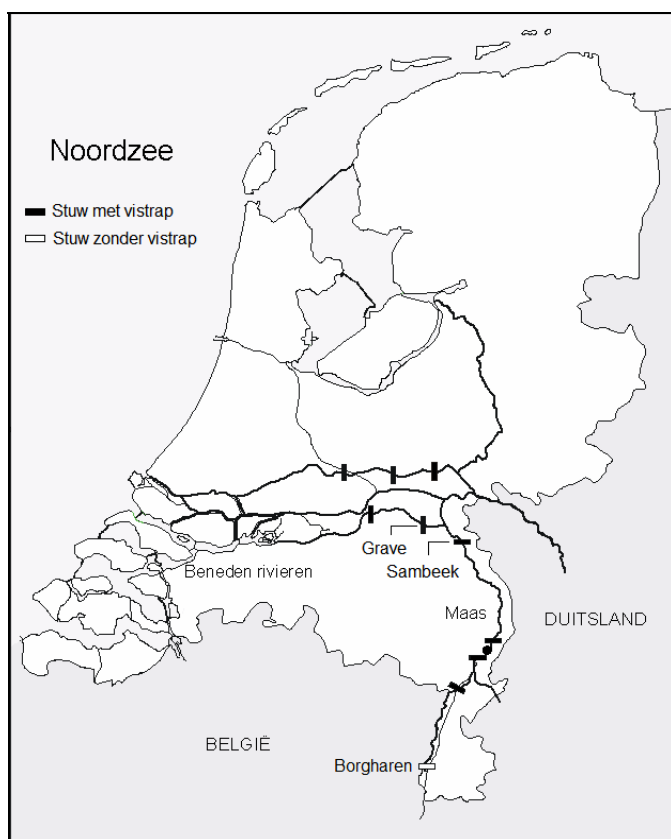 Noordzee
Stuw met vistrap
Stuw zonder vistrap
Grave
Beneden rivieren
Sambeek
Maas
DUITSLAND
BELGIË
Borgharen